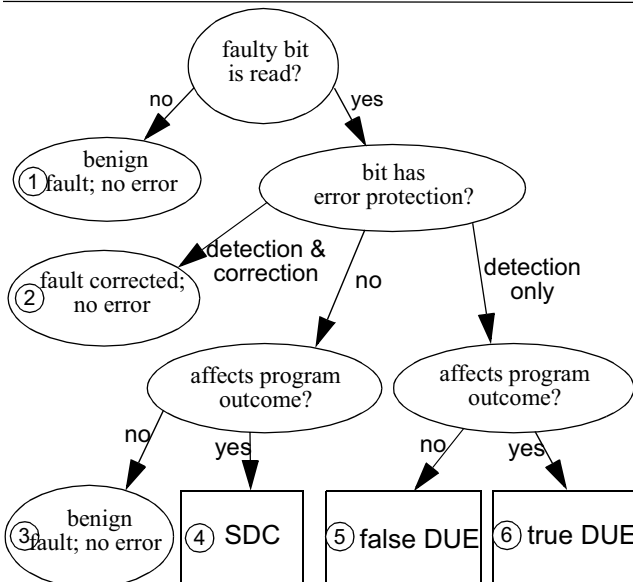 faulty bit
is read?
no
yes
benign
1 fault; no error
bit has
error protection?
detection &
correction
no
detection
only
fault corrected;
2 no error
affects program
outcome?
affects program
outcome?
no
yes
no
yes
benign
3 fault; no error
4 SDC
5 false DUE
6 true DUE